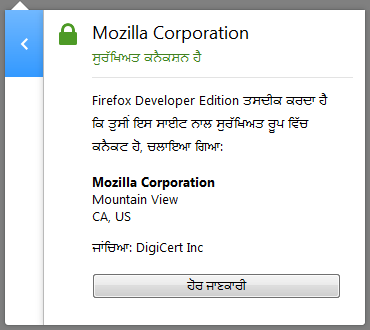 Mozilla Corporation
ਸੁਰੱਖਿਅਤ ਕਨੈਕਸ਼ਨ ਹੈ
Firefox Developer Edition ਤਸਦੀਕ ਕਰਦਾ ਹੈ
ਕਿ ਤੁਸੀਂ ਇਸ ਸਾਈਟ ਨਾਲ ਸੁਰੱਖਿਅਤ ਰੂਪ ਵਿੱਚ
ਕਨੈਕਟ ਹੋ, ਚਲਾਇਆ ਗਿਆ:
Mozilla Corporation
Mountain View
CA, US
ਜਾਂਚਿਆ: DigiCert Inc
ਹੋਰ ਜਾਣਕਾਰੀ